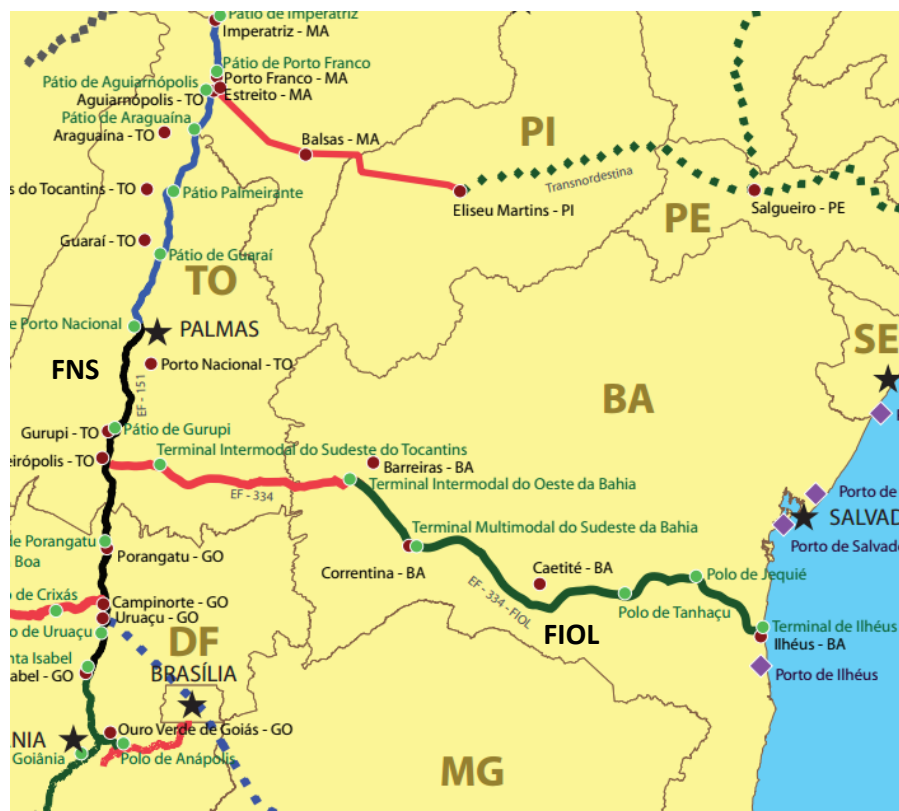 Pátio de Imperatriz
Imperatriz - MA
Pátio de Porto Franco
Porto Franco - MA
Pátio de Aguiarnópolis
Estreito - MA
Aguiarnópolis - TO
Pátio de Araguaína
Araguaína - TO
Balsas - MA
PI
Transnordestina
s do Tocantins - TO
Pátio Palmeirante
Eliseu Martins - PI
PE
Salgueiro - PE
Guaraí - TO
Pátio de Guaraí
TO
e Porto Nacional
PALMAS
SE
FNS
Porto Nacional - TO
EF - 151
BA
Gurupi - TO
Pátio de Gurupi
Terminal Intermodal do Sudeste do Tocantins
eirópolis - TO
Barreiras - BA
Terminal Intermodal do Oeste da Bahia
EF - 334
Porto de
SALVAD
de Porangatu
Boa
Porangatu - GO
Terminal Multimodal do Sudeste da Bahia
Porto de Salvado
Correntina - BA
Caetité - BA
Polo de Jequié
o de Crixás
Campinorte - GO
Uruaçu - GO
EF - 334 - FIOL
Polo de Tanhaçu
o de Uruaçu
DF
FIOL
Terminal de Ilhéus
Ilhéus - BA
nta Isabel
abel - GO
BRASÍLIA
Porto de Ilhéus
Ouro Verde de Goiás - GO
NIA
Goiânia
Polo de Anápolis
MG